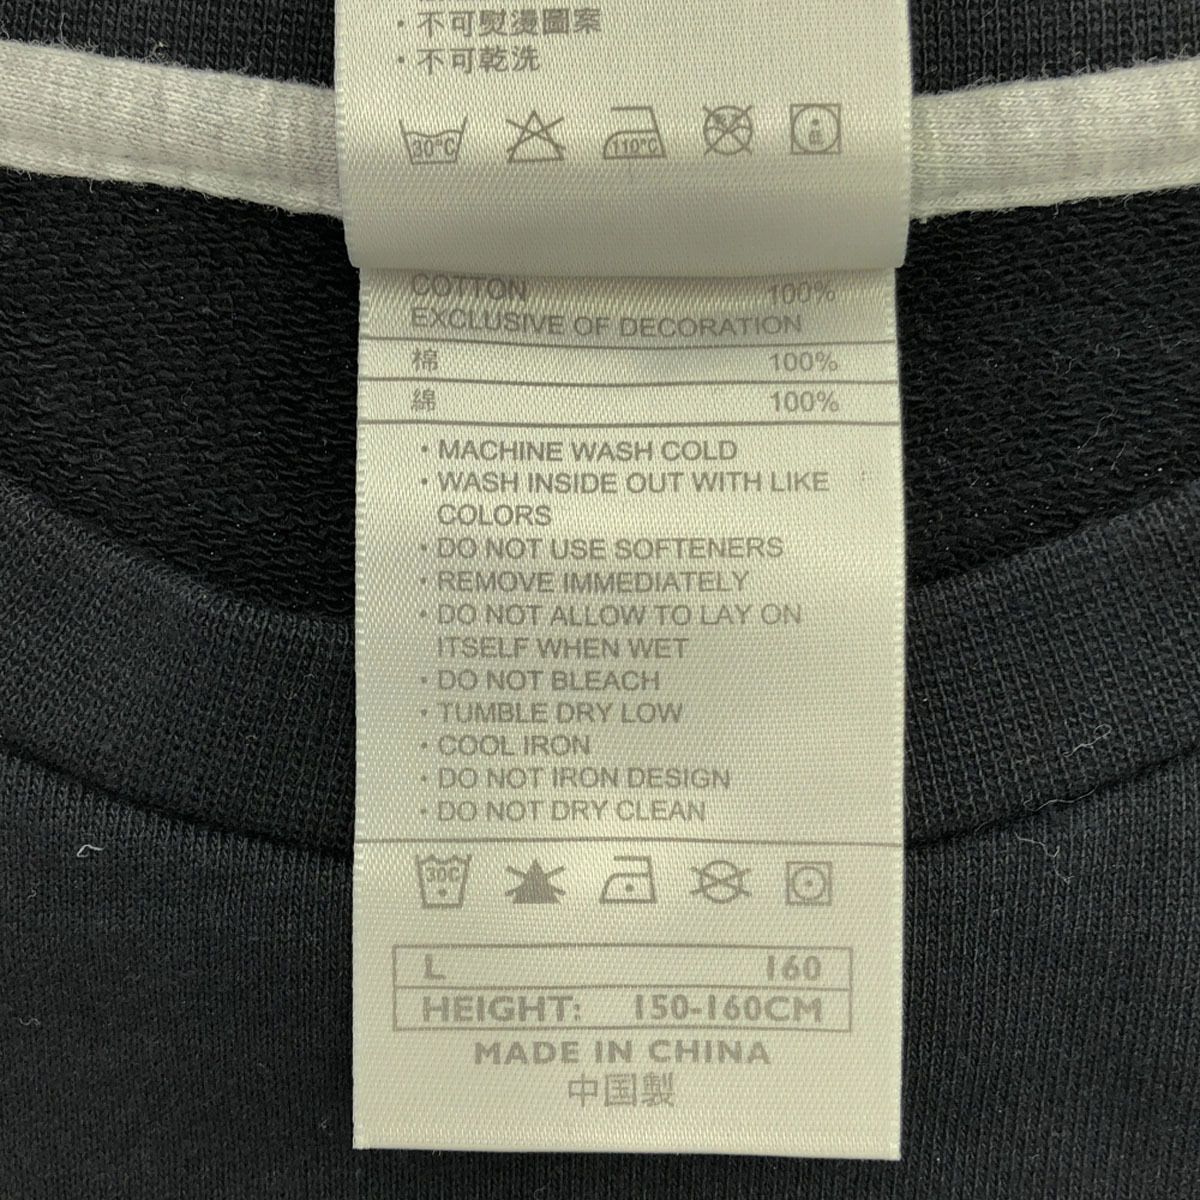 ・不可熨燙圖案
・不可乾洗
30°C 110°C 低
COTTON 100%
EXCLUSIVE OF DECORATION
棉 100%
綿 100%
・MACHINE WASH COLD
・WASH INSIDE OUT WITH LIKE
COLORS
・DO NOT USE SOFTENERS
・REMOVE IMMEDIATELY
・DO NOT ALLOW TO LAY ON
ITSELF WHEN WET
・DO NOT BLEACH
・TUMBLE DRY LOW
・COOL IRON
・DO NOT IRON DESIGN
・DO NOT DRY CLEAN
30C
L 160
HEIGHT: 150-160CM
MADE IN CHINA
中国製